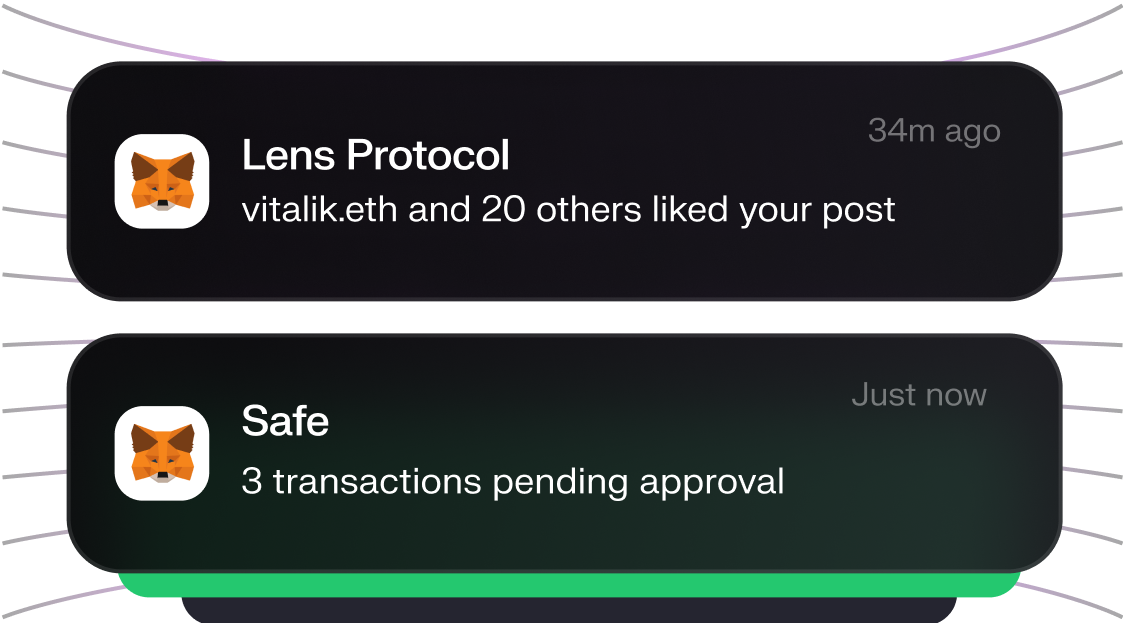 34m ago
Lens Protocol
vitalik.eth and 20 others liked your post
Just now
Safe
3 transactions pending approval